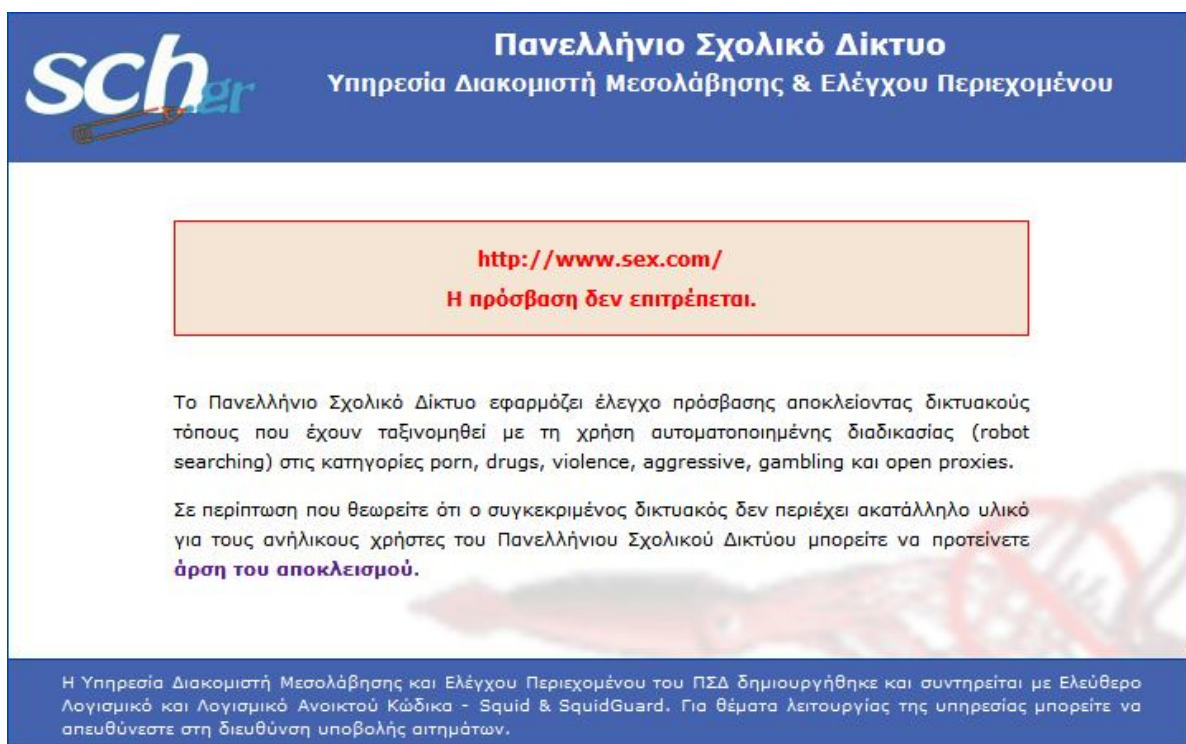 sch.gr
Πανελλήνιο Σχολικό Δίκτυο
Υπηρεσία Διακομιστή Μεσολάβησης & Ελέγχου Περιεχομένου
http://www.sex.com/
Η πρόσβαση δεν επιτρέπεται.
Το Πανελλήνιο Σχολικό Δίκτυο εφαρμόζει έλεγχο πρόσβασης αποκλείοντας δικτυακούς
τόπους που έχουν ταξινομηθεί με τη χρήση αυτοματοποιημένης διαδικασίας (robot
searching) στις κατηγορίες porn, drugs, violence, aggressive, gambling και open proxies.
Σε περίπτωση που θεωρείτε ότι ο συγκεκριμένος δικτυακός δεν περιέχει ακατάλληλο υλικό
για τους ανήλικους χρήστες του Πανελλήνιου Σχολικού Δικτύου μπορείτε να προτείνετε
άρση του αποκλεισμού.
Η Υπηρεσία Διακομιστή Μεσολάβησης και Ελέγχου Περιεχομένου του ΠΣΔ δημιουργήθηκε και συντηρείται με Ελεύθερο
Λογισμικό και Λογισμικό Ανοικτού Κώδικα - Squid & SquidGuard. Για θέματα λειτουργίας της υπηρεσίας μπορείτε να
απευθύνεστε στη διευθύνση υποβολής αιτημάτων.